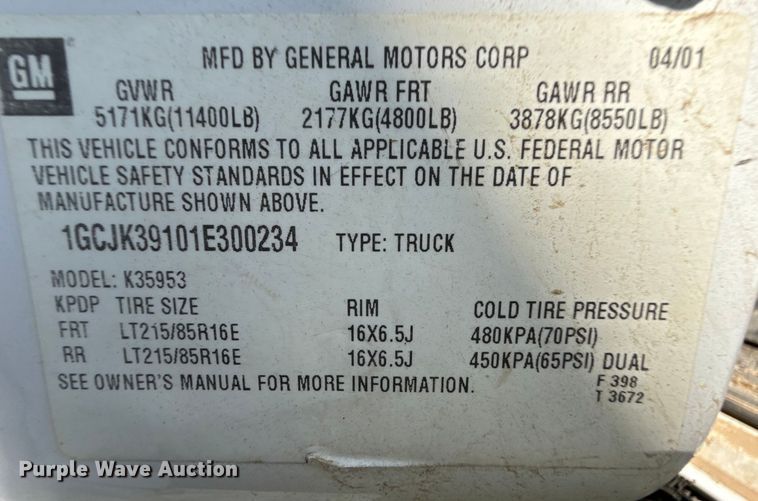 GM
MFD BY GENERAL MOTORS CORP 04/01
GVWR GAWR FRT GAWR RR
5171KG(11400LB) 2177KG(4800LB) 3878KG(8550LB)
THIS VEHICLE CONFORMS TO ALL APPLICABLE U.S. FEDERAL MOTOR
VEHICLE SAFETY STANDARDS IN EFFECT ON THE DATE OF
MANUFACTURE SHOWN ABOVE.
1GCJK39101E300234 TYPE: TRUCK
MODEL: K35953
KPDP TIRE SIZE RIM COLD TIRE PRESSURE
FRT LT215/85R16E 16X6.5J 480KPA(70PSI)
RR LT215/85R16E 16X6.5J 450KPA(65PSI) DUAL
SEE OWNER'S MANUAL FOR MORE INFORMATION.
F 398
T 3672
Purple Wave Auction